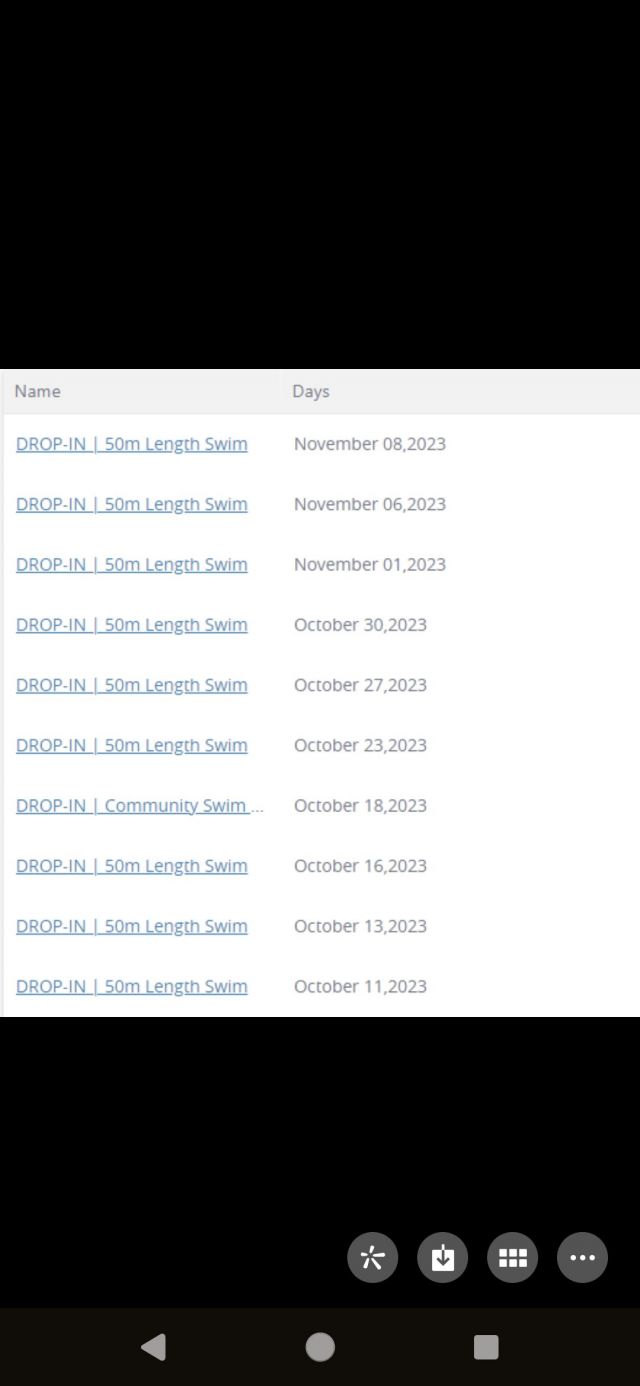 Name Days
DROP-IN | 50m Length Swim November 08,2023
DROP-IN | 50m Length Swim November 06,2023
DROP-IN | 50m Length Swim November 01,2023
DROP-IN | 50m Length Swim October 30,2023
DROP-IN | 50m Length Swim October 27,2023
DROP-IN | 50m Length Swim October 23,2023
DROP-IN | Community Swim ... October 18,2023
DROP-IN | 50m Length Swim October 16,2023
DROP-IN | 50m Length Swim October 13,2023
DROP-IN | 50m Length Swim October 11,2023